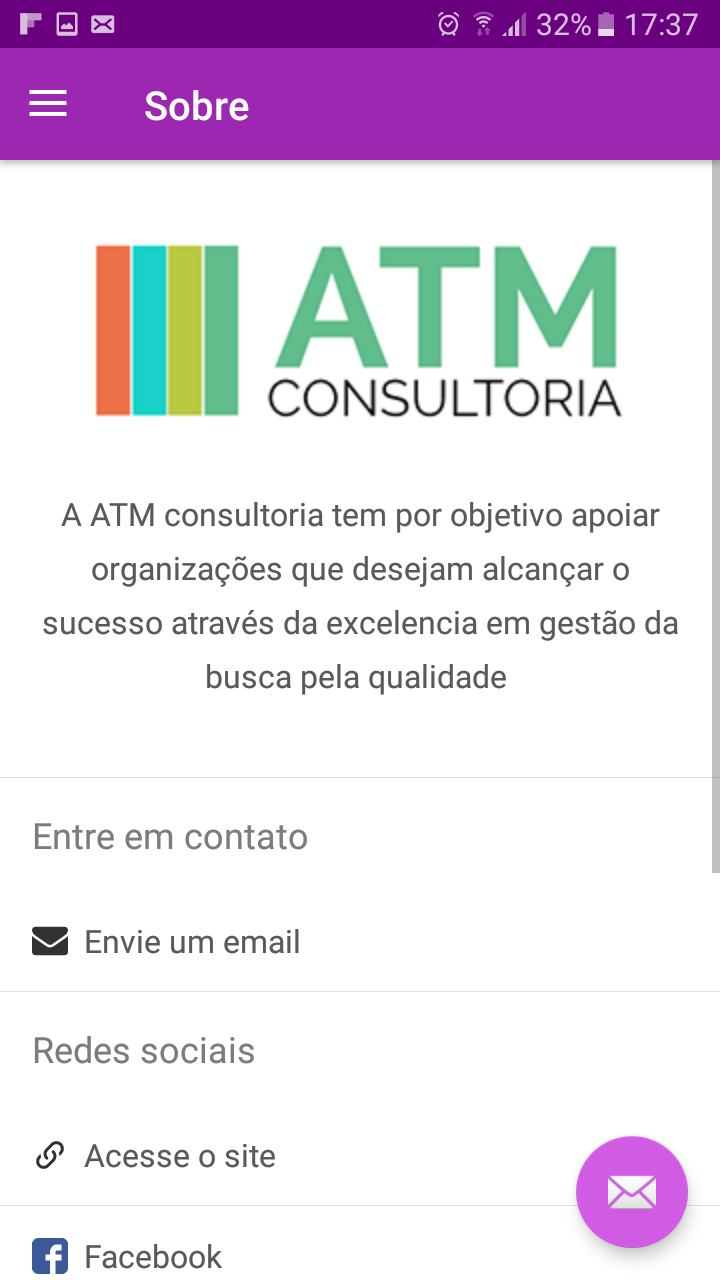 32% 17:37
Sobre
ATM
CONSULTORIA
A ATM consultoria tem por objetivo apoiar
organizações que desejam alcançar o
sucesso através da excelencia em gestão da
busca pela qualidade
Entre em contato
Envie um email
Redes sociais
Acesse o site
Facebook